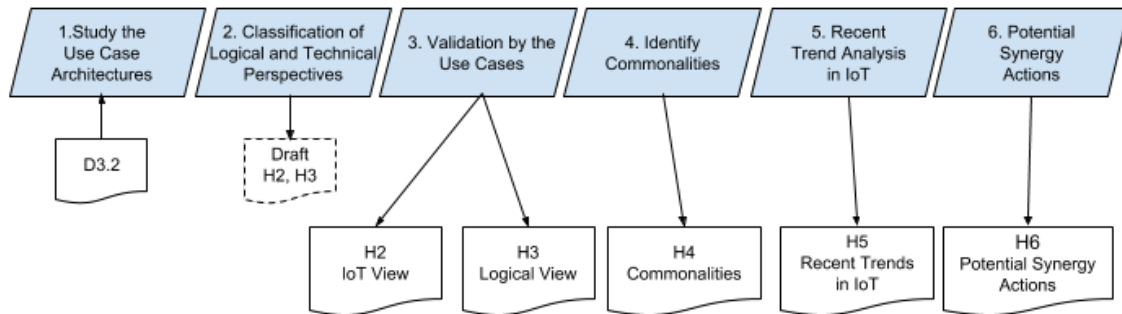 1.Study the
Use Case
Architectures
2. Classification of
Logical and Technical
Perspectives
3. Validation by the
Use Cases
4. Identify
Commonalities
5. Recent
Trend Analysis
in IoT
6. Potential
Synergy
Actions
D3.2
Draft
H2, H3
H2
IoT View
H3
Logical View
H4
Commonalities
H5
Recent Trends
in IoT
H6
Potential Synergy
Actions